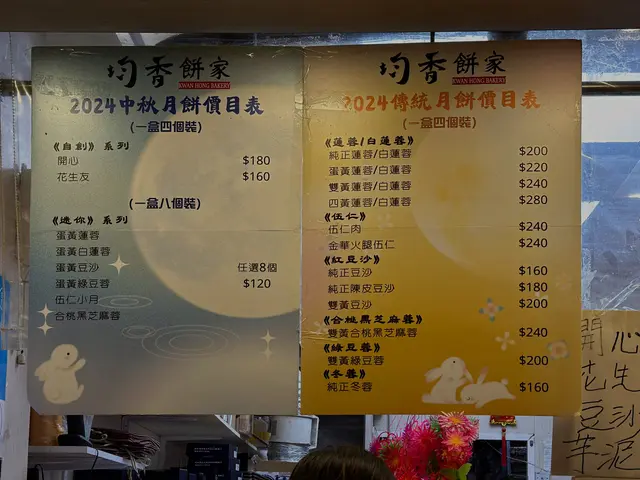 均香餅家
KWAN HONG BAKERY
2024中秋月餅價目表
(一盒四個裝)
《自創》系列
開心 $180
花生友 $160
(一盒八個裝)
《迷你》系列
蛋黃蓮蓉
蛋黃白蓮蓉
蛋黃豆沙 任選8個
蛋黃綠豆蓉 $120
伍仁小月
合桃黑芝麻蓉
均香餅家
KWAN HONG BAKERY
2024傳統月餅價目表
(一盒四個裝)
《蓮蓉/白蓮蓉》
純正蓮蓉/白蓮蓉 $200
蛋黃蓮蓉/白蓮蓉 $220
雙黃蓮蓉/白蓮蓉 $240
四黃蓮蓉/白蓮蓉 $280
《伍仁》
伍仁肉 $240
金華火腿伍仁 $240
《紅豆沙》
純正豆沙 $160
純正陳皮豆沙 $180
雙黃豆沙 $200
《合桃黑芝麻蓉》
雙黃合桃黑芝麻蓉 $240
《綠豆蓉》
雙黃綠豆蓉 $200
《冬蓉》
純正冬蓉 $160
開心
花生
豆沙
芋泥